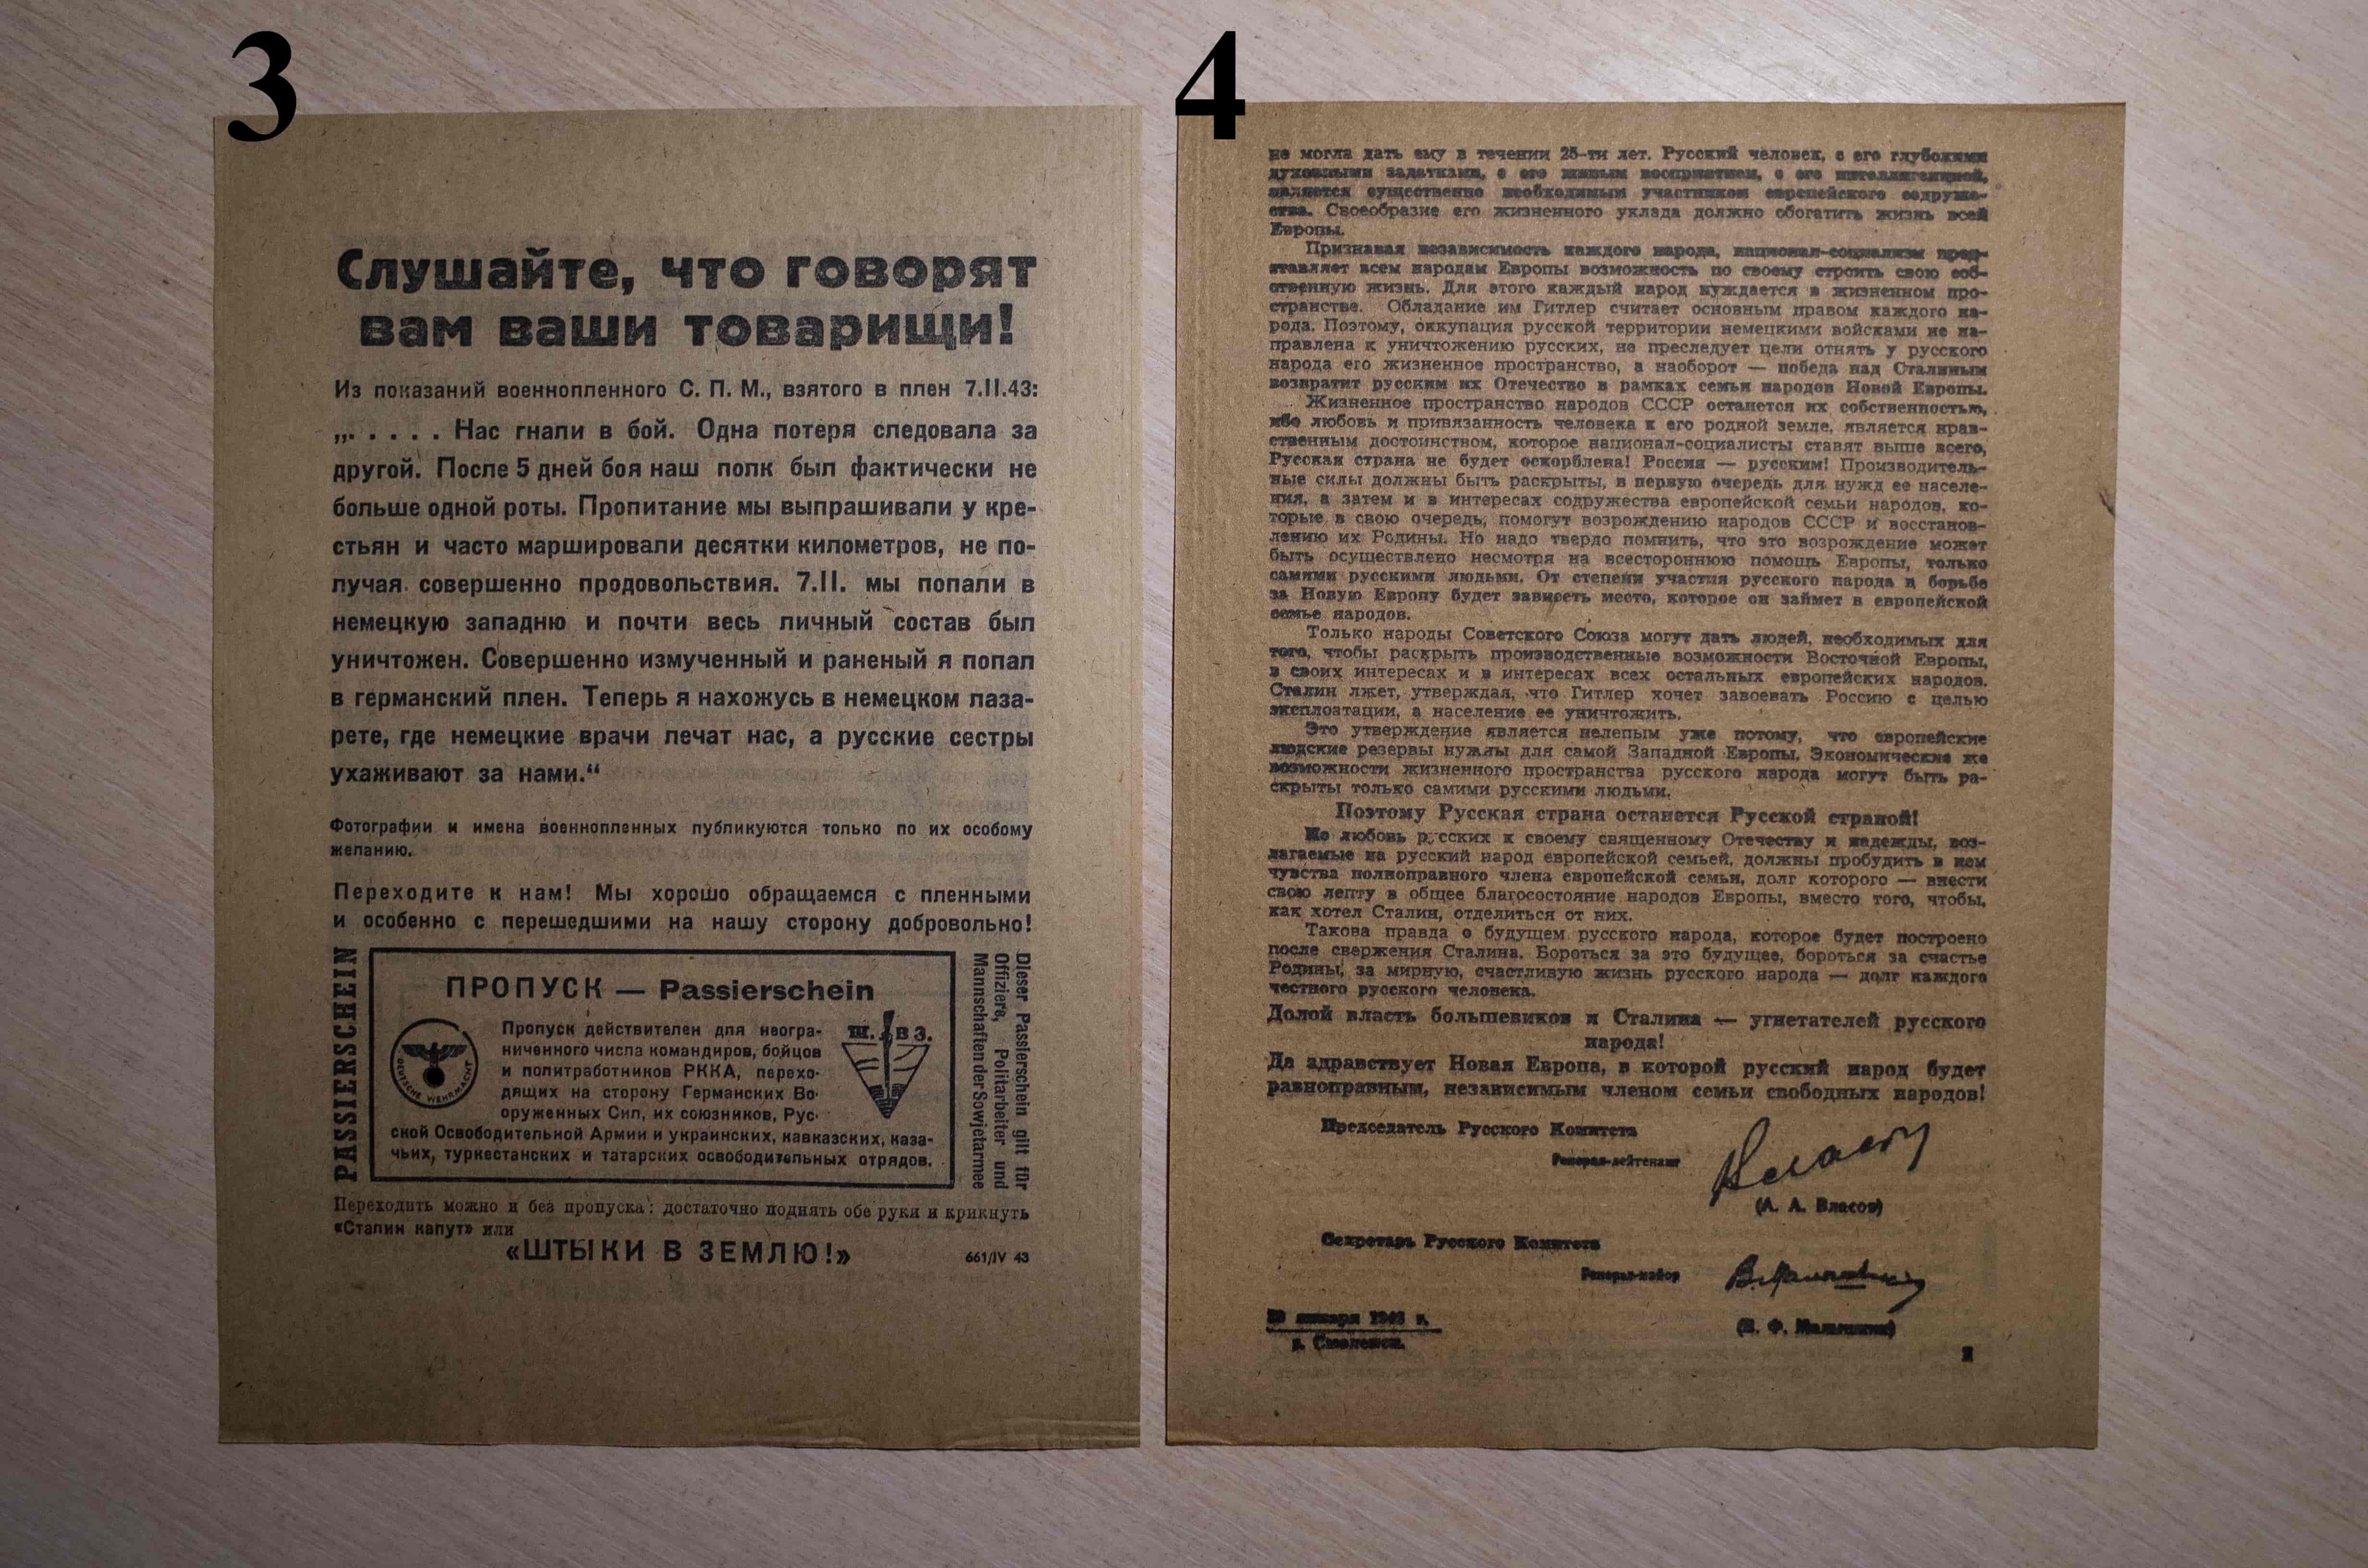 3
Слушайте, что говорят
вам ваши товарищи!
Из показаний военнопленного С. П. М., взятого в плен 7.II.43:
„. . . . . Нас гнали в бой. Одна потеря следовала за
другой. После 5 дней боя наш полк был фактически не
больше одной роты. Пропитание мы выпрашивали у кре-
стьян и часто маршировали десятки километров, не по-
лучая совершенно продовольствия. 7.II. мы попали в
немецкую западню и почти весь личный состав был
уничтожен. Совершенно измученный и раненый я попал
в германский плен. Теперь я нахожусь в немецком лаза-
рете, где немецкие врачи лечат нас, а русские сестры
ухаживают за нами.“
Фотографии и имена военнопленных публикуются только по их особому
желанию.
Переходите к нам! Мы хорошо обращаемся с пленными
и особенно с перешедшими на нашу сторону добровольно!
PASSIERSCHEIN
ПРОПУСК — Passierschein
DEUTSCHE WEHRMACHT
Пропуск действителен для неогра-
ниченного числа командиров, бойцов
и политработников РККА, перехо-
дящих на сторону Германских Во-
оруженных Сил, их союзников, Рус-
ской Освободительной Армии и украинских, кавказских, каза-
чьих, туркестанских и татарских освободительных отрядов.
Ш. В З.
Dieser Passierschein gilt für
Offiziere, Politarbeiter und
Mannschaften der Sowjetarmee
Переходить можно и без пропуска: достаточно поднять обе руки и крикнуть
«Сталин капут» или
«ШТЫКИ В ЗЕМЛЮ!»
661/IV 43
4
не могла дать ему в течении 25-ти лет. Русский человек, с его глубокими
духовными задатками, с его живым восприятием, с его интеллигенцией,
является существенно необходимым участником европейского содруже-
ства. Своеобразие его жизненного уклада должно обогатить жизнь всей
Европы.
Признавая независимость каждого народа, национал-социализм пред-
ставляет всем народам Европы возможность по своему строить свою соб-
ственную жизнь. Для этого каждый народ нуждается в жизненном про-
странстве. Обладание им Гитлер считает основным правом каждого на-
рода. Поэтому, оккупация русской территории немецкими войсками не на-
правлена к уничтожению русских, не преследует цели отнять у русского
народа его жизненное пространство, а наоборот — победа над Сталиным
возвратит русским их Отечество в рамках семьи народов Новой Европы.
Жизненное пространство народов СССР останется их собственностью,
ибо любовь и привязанность человека к его родной земле, является нрав-
ственным достоинством, которое национал-социалисты ставят выше всего,
Русская страна не будет оскорблена! Россия — русским! Производитель-
ные силы должны быть раскрыты, в первую очередь для нужд ее населе-
ния, а затем и в интересах содружества европейской семьи народов, ко-
торые в свою очередь, помогут возрождению народов СССР и восстанов-
лению их Родины. Но надо твердо помнить, что это возрождение может
быть осуществлено несмотря на всестороннюю помощь Европы, только
самими русскими людьми. От степени участия русского народа в борьбе
за Новую Европу будет зависеть место, которое он займет в европейской
семье народов.
Только народы Советского Союза могут дать людей, необходимых для
того, чтобы раскрыть производственные возможности Восточной Европы,
в своих интересах и в интересах всех остальных европейских народов.
Сталин лжет, утверждая, что Гитлер хочет завоевать Россию с целью
эксплоатации, а население ее уничтожить.
Это утверждение является нелепым уже потому, что европейские
людские резервы нужны для самой Западной Европы. Экономические же
возможности жизненного пространства русского народа могут быть ра-
скрыты только самими русскими людьми.
Поэтому Русская страна останется Русской страной!
Но любовь русских к своему священному Отечеству и надежды, воз-
лагаемые на русский народ европейской семьей, должны пробудить в нем
чувства полноправного члена европейской семьи, долг которого — внести
свою лепту в общее благосостояние народов Европы, вместо того, чтобы,
как хотел Сталин, отделиться от них.
Такова правда о будущем русского народа, которое будет построено
после свержения Сталина. Бороться за это будущее, бороться за счастье
Родины, за мирную, счастливую жизнь русского народа — долг каждого
честного русского человека.
Долой власть большевиков и Сталина — угнетателей русского
народа!
Да здравствует Новая Европа, в которой русский народ будет
равноправным, независимым членом семьи свободных народов!
Председатель Русского Комитета
Генерал-лейтенант
Власов
(А. А. Власов)
Секретарь Русского Комитета
Генерал-майор
В. Малышкин
(В. Ф. Малышкин)
января 1943 г.
г. Смоленск.